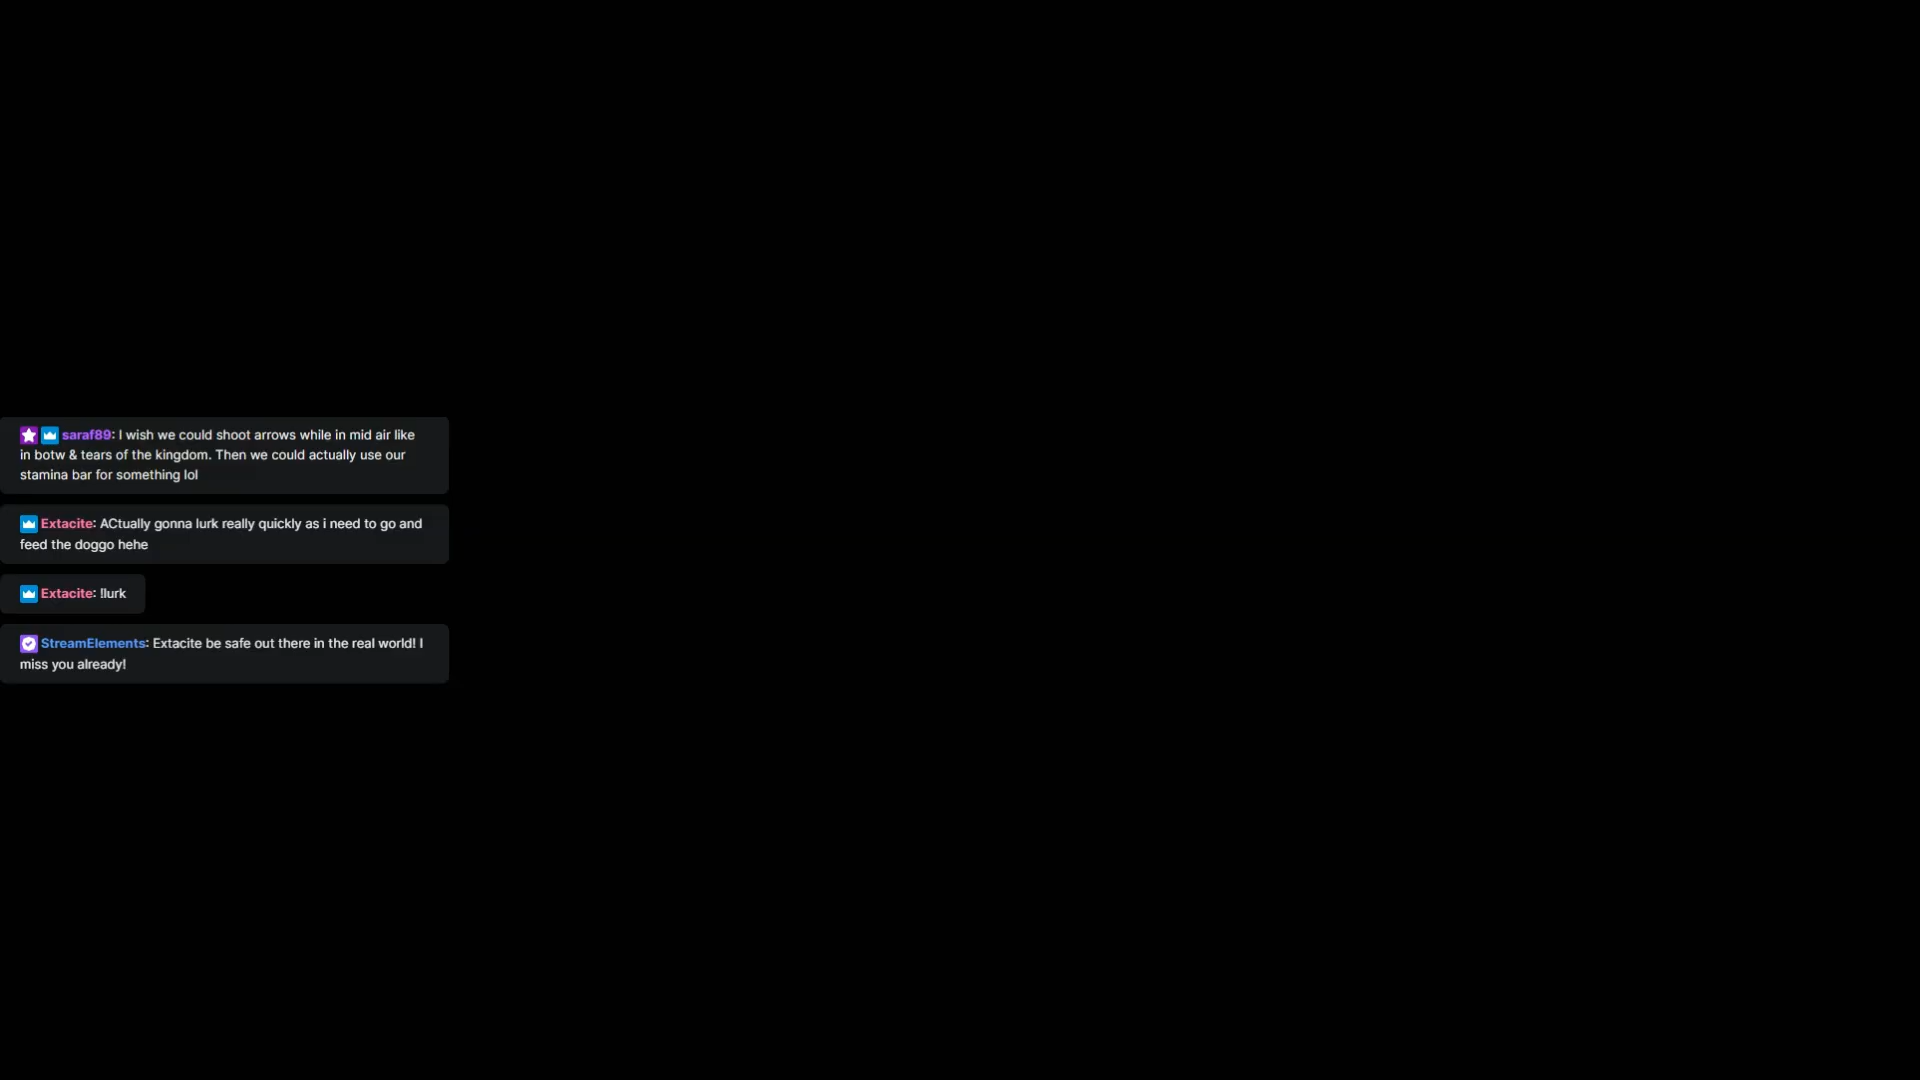 saraf89: I wish we could shoot arrows while in mid air like
in botw & tears of the kingdom. Then we could actually use our
stamina bar for something lol
Extacite: ACtually gonna lurk really quickly as i need to go and
feed the doggo hehe
Extacite: !lurk
StreamElements: Extacite be safe out there in the real world! I
miss you already!